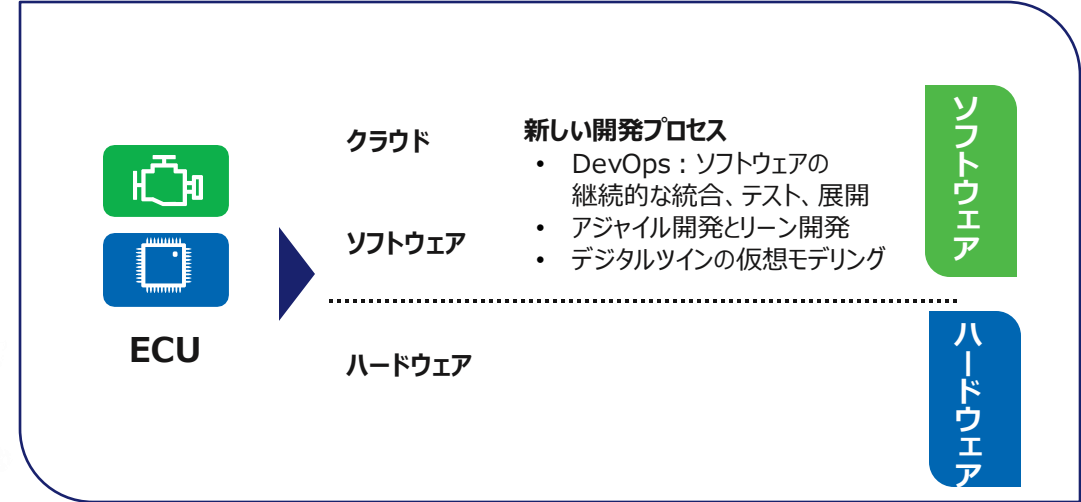 クラウド
新しい開発プロセス
• DevOps：ソフトウェアの
継続的な統合、テスト、展開
• アジャイル開発とリーン開発
• デジタルツインの仮想モデリング
ソフトウェア
ソフトウェア
ECU
ハードウェア
ハードウェア